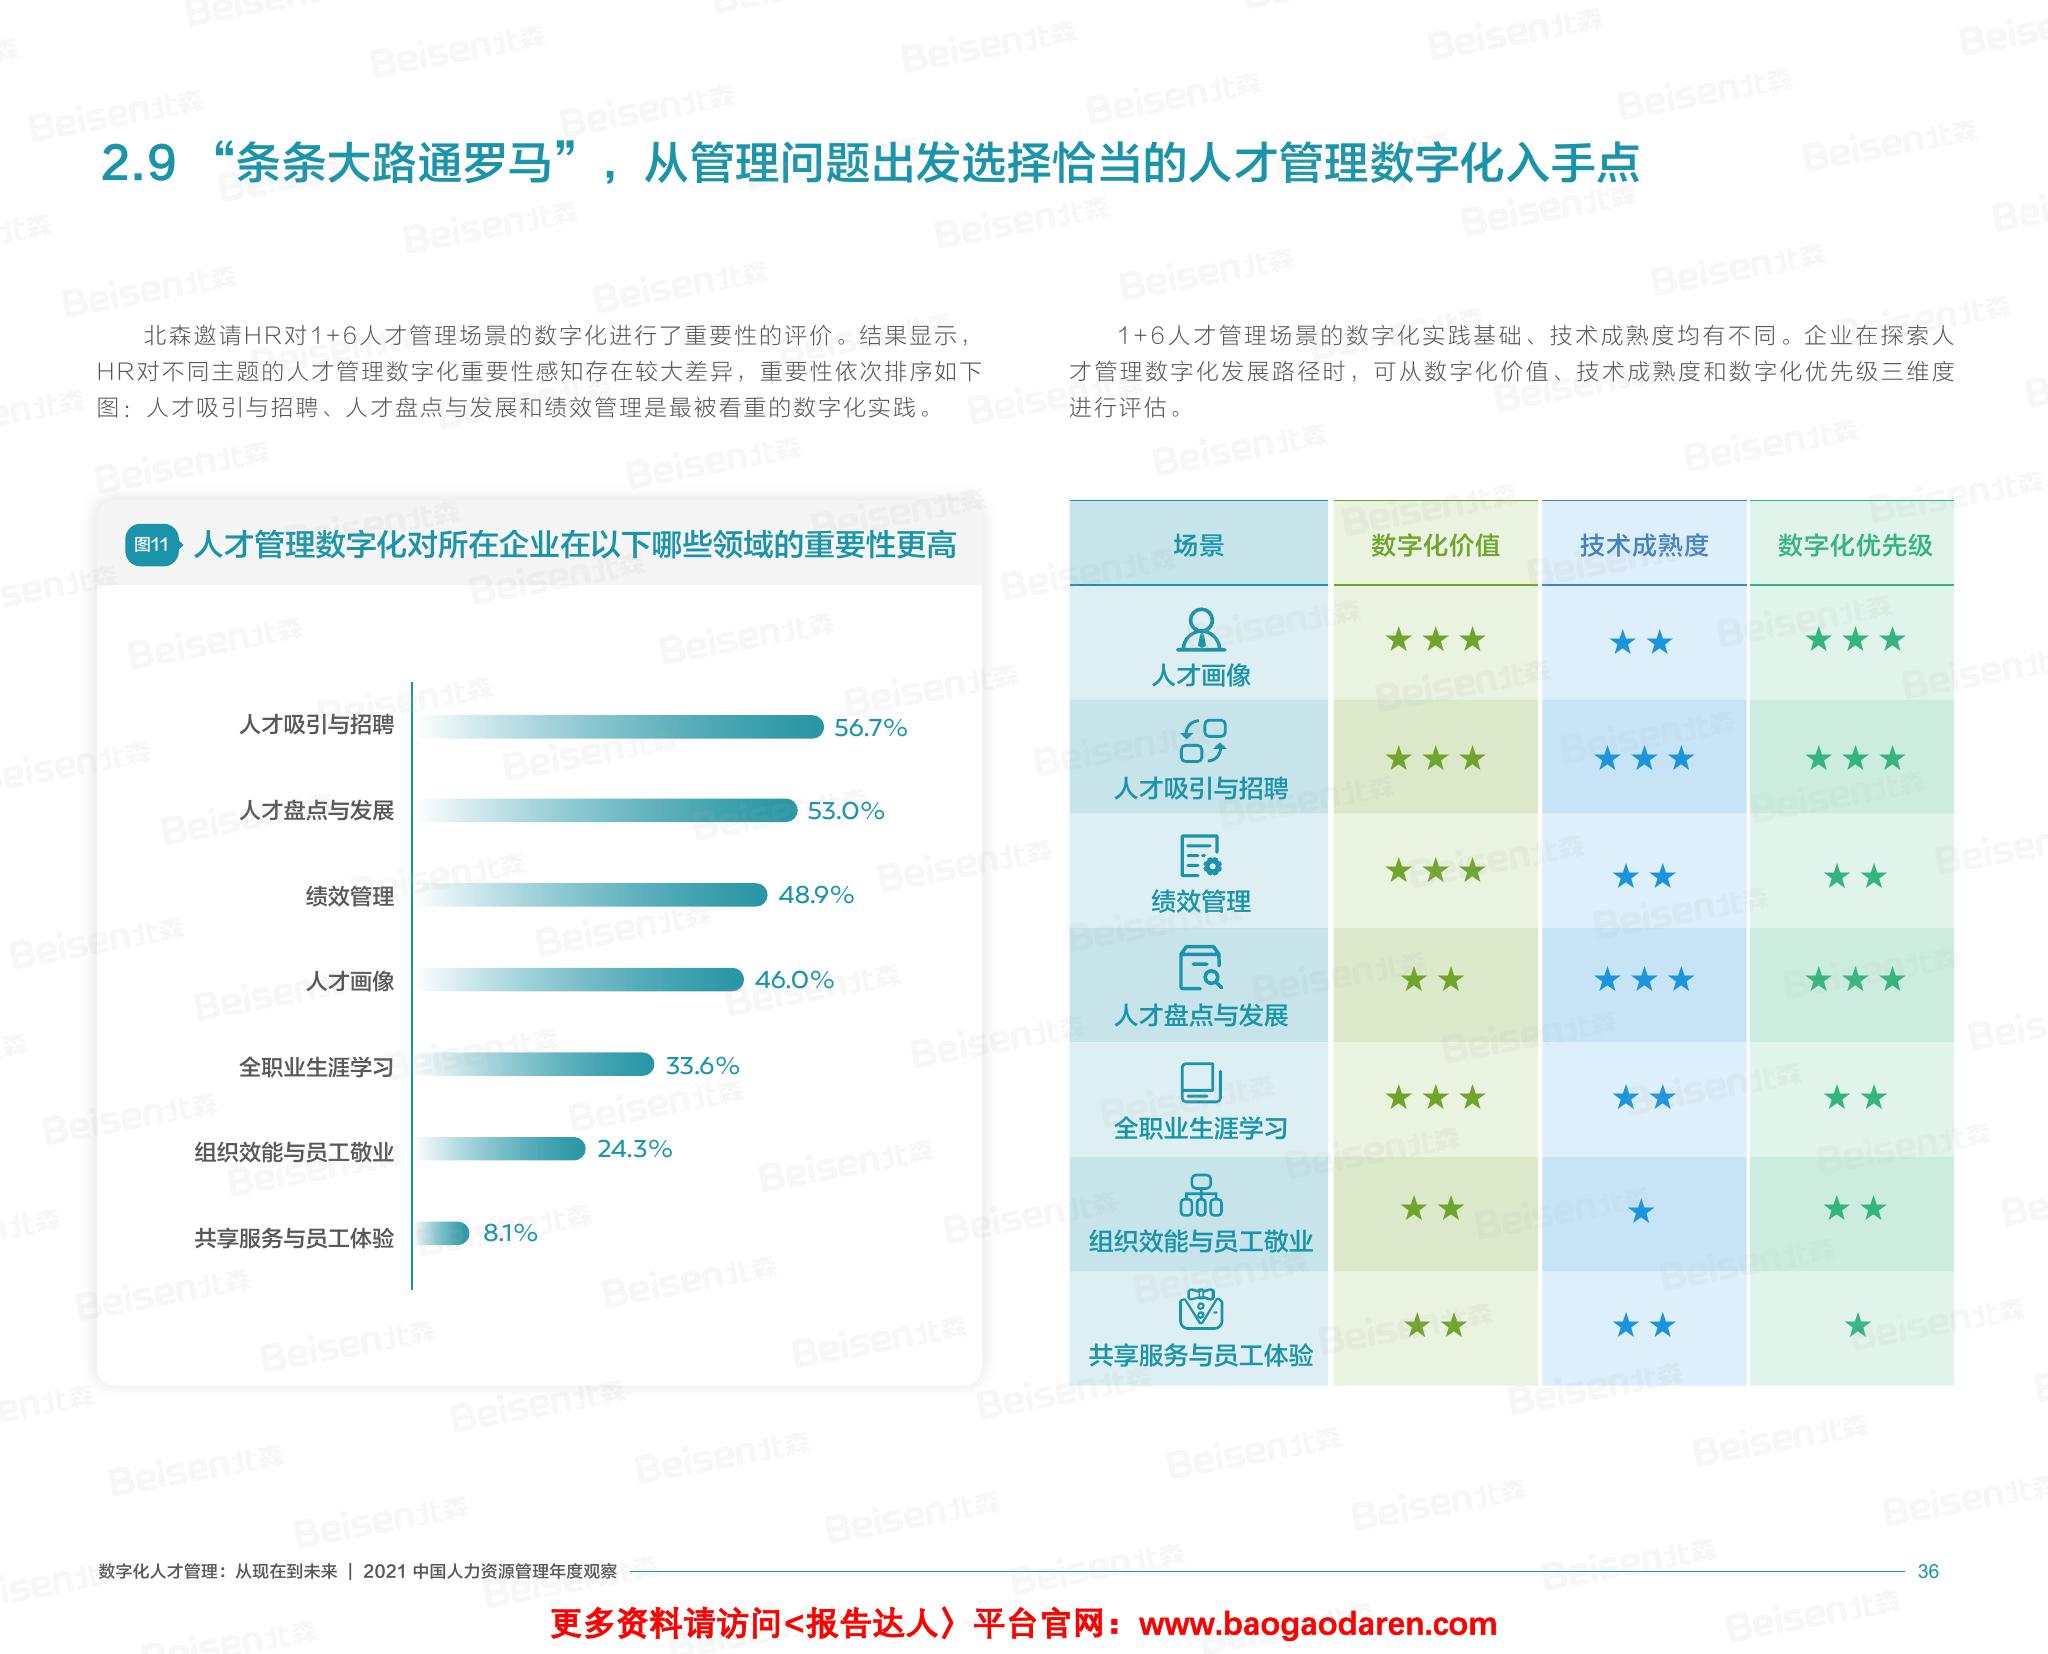 2.9 “条条大路通罗马”，从管理问题出发选择恰当的人才管理数字化入手点
北森邀请HR对1+6人才管理场景的数字化进行了重要性的评价。结果显示，
HR对不同主题的人才管理数字化重要性感知存在较大差异，重要性依次排序如下
图：人才吸引与招聘、人才盘点与发展和绩效管理是最被看重的数字化实践。
1+6人才管理场景的数字化实践基础、技术成熟度均有不同。企业在探索人
才管理数字化发展路径时，可从数字化价值、技术成熟度和数字化优先级三维度
进行评估。
图11 人才管理数字化对所在企业在以下哪些领域的重要性更高
人才吸引与招聘 56.7%
人才盘点与发展 53.0%
绩效管理 48.9%
人才画像 46.0%
全职业生涯学习 33.6%
组织效能与员工敬业 24.3%
共享服务与员工体验 8.1%
场景 数字化价值 技术成熟度 数字化优先级
人才画像 ★★★ ★★ ★★★
人才吸引与招聘 ★★★ ★★★ ★★★
绩效管理 ★★★ ★★ ★★
人才盘点与发展 ★★ ★★★ ★★★
全职业生涯学习 ★★★ ★★ ★★
组织效能与员工敬业 ★★ ★ ★★
共享服务与员工体验 ★★ ★★ ★
数字化人才管理：从现在到未来 | 2021 中国人力资源管理年度观察 36
更多资料请访问<报告达人〉平台官网：www.baogaodaren.com
Beisen北森